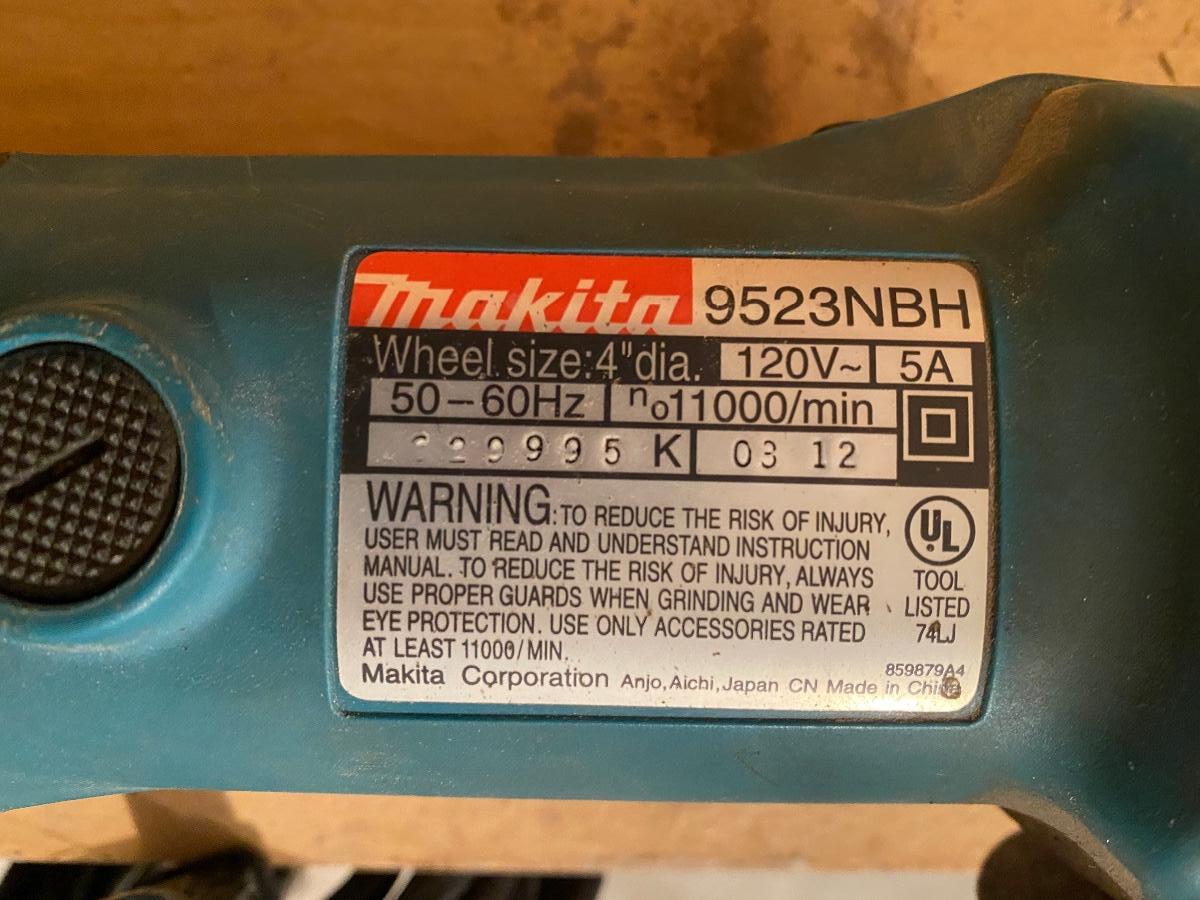 makita 9523NBH
Wheel size:4"dia. 120V~ 5A
50-60Hz no11000/min
K 03 12
WARNING: TO REDUCE THE RISK OF INJURY,
USER MUST READ AND UNDERSTAND INSTRUCTION
MANUAL. TO REDUCE THE RISK OF INJURY, ALWAYS
USE PROPER GUARDS WHEN GRINDING AND WEAR
EYE PROTECTION. USE ONLY ACCESSORIES RATED
AT LEAST 11000/MIN.
UL
TOOL
LISTED
74LJ
859879A4
Makita Corporation Anjo, Aichi, Japan CN Made in China